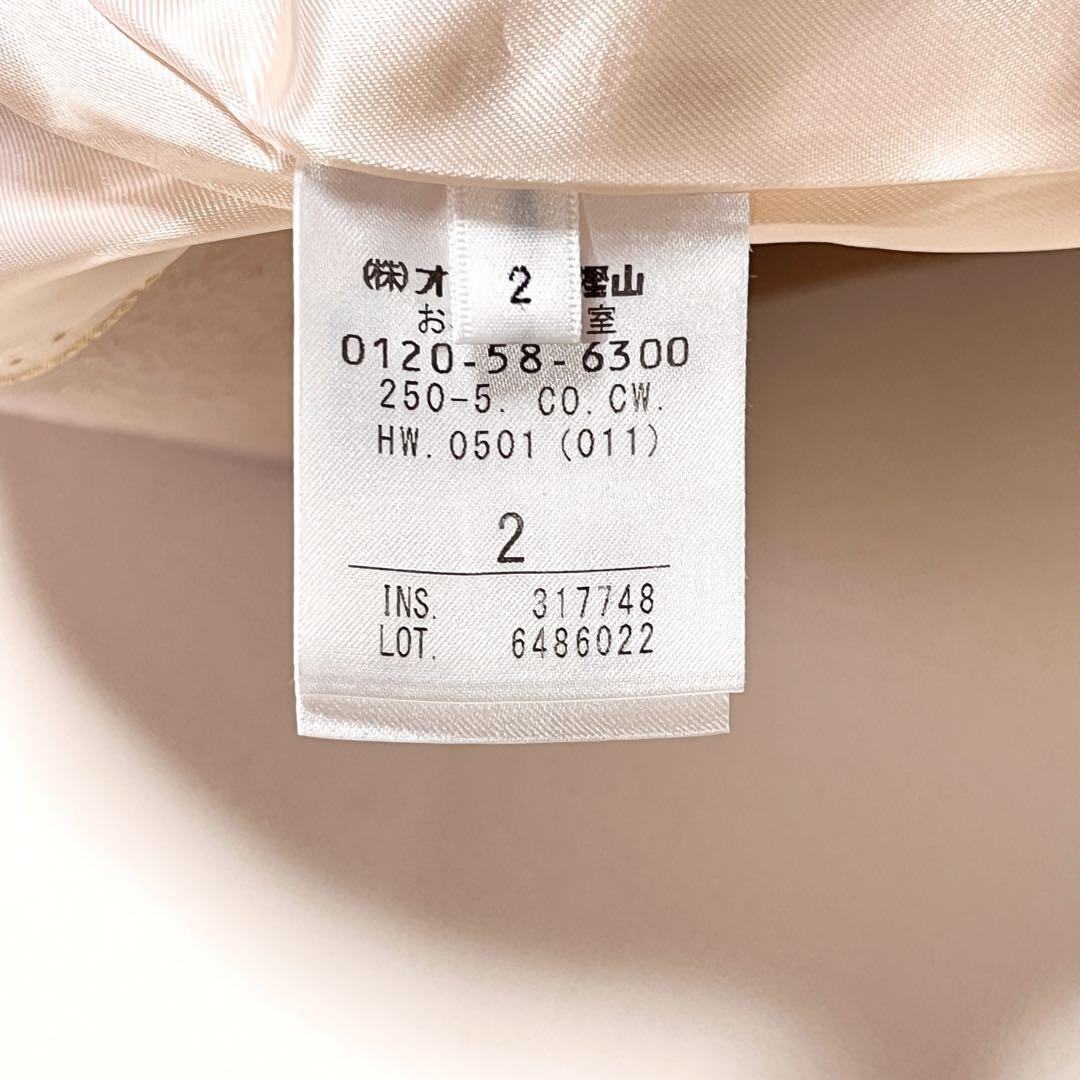 (株)オ 樫山
2
お 室
0120-58-6300
250-5. CO.CW.
HW. 0501 (011)
2
INS. 317748
LOT. 6486022